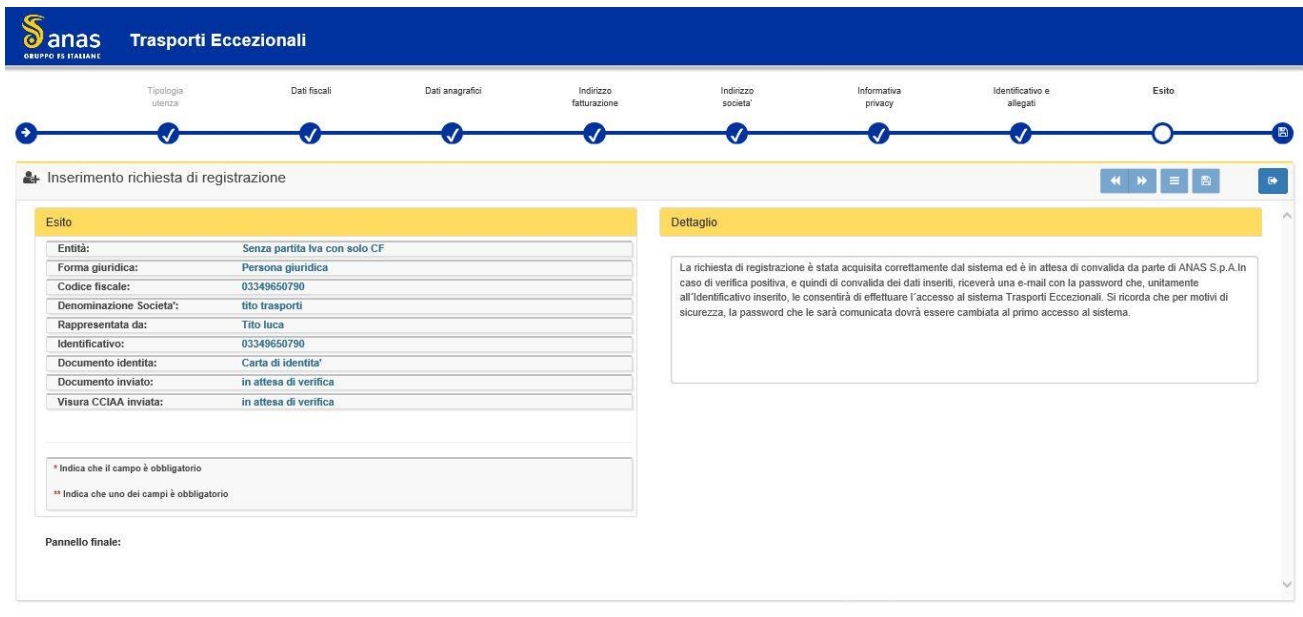 anas
GRUPPO FS ITALIANE
Trasporti Eccezionali
Tipologia
utenza
Dati fiscali
Dati anagrafici
Indirizzo
fatturazione
Indirizzo
societa'
Informativa
privacy
Identificativo e
allegati
Esito
Inserimento richiesta di registrazione
Esito
Entità: Senza partita Iva con solo CF
Forma giuridica: Persona giuridica
Codice fiscale: 03349650790
Denominazione Societa': tito trasporti
Rappresentata da: Tito luca
Identificativo: 03349650790
Documento identita: Carta di identita'
Documento inviato: in attesa di verifica
Visura CCIAA inviata: in attesa di verifica
* Indica che il campo è obbligatorio
** Indica che uno dei campi è obbligatorio
Pannello finale:
Dettaglio
La richiesta di registrazione è stata acquisita correttamente dal sistema ed è in attesa di convalida da parte di ANAS S.p.A.In
caso di verifica positiva, e quindi di convalida dei dati inseriti, riceverà una e-mail con la password che, unitamente
all´Identificativo inserito, le consentirà di effettuare l´accesso al sistema Trasporti Eccezionali. Si ricorda che per motivi di
sicurezza, la password che le sarà comunicata dovrà essere cambiata al primo accesso al sistema.